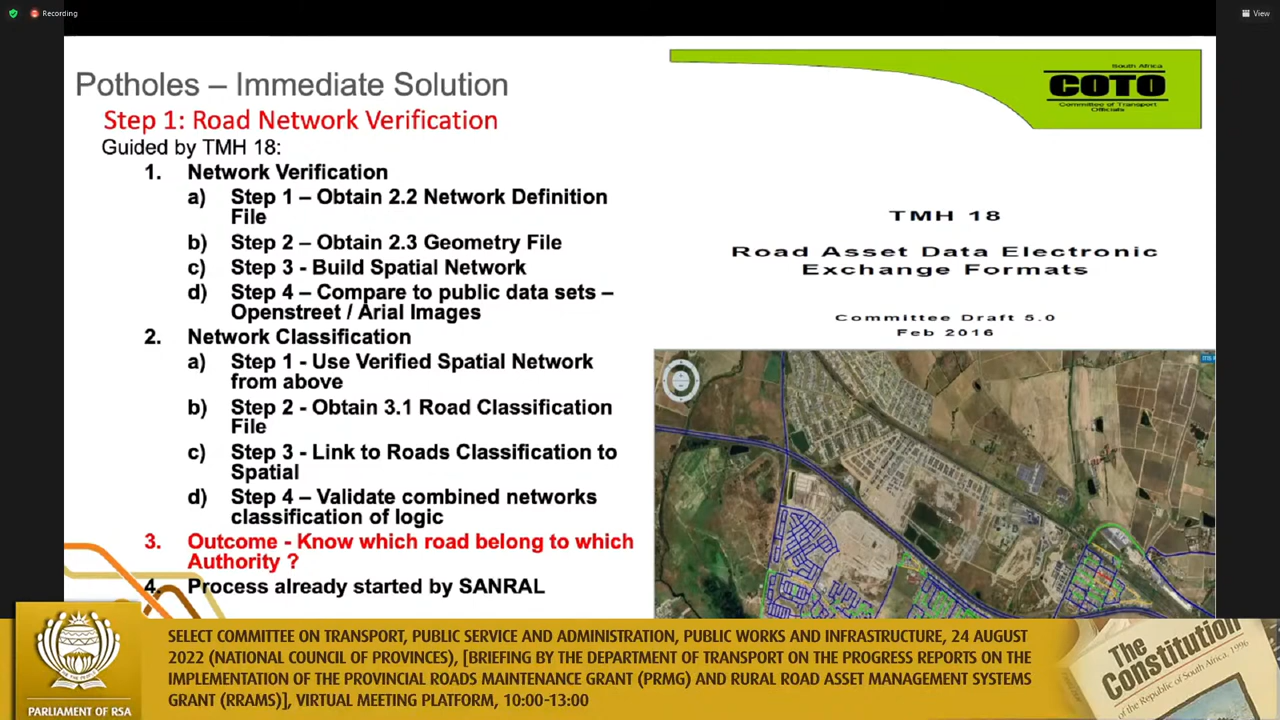 Recording
View
Potholes – Immediate Solution
Step 1: Road Network Verification
Guided by TMH 18:
1. Network Verification
a) Step 1 – Obtain 2.2 Network Definition
File
b) Step 2 – Obtain 2.3 Geometry File
c) Step 3 - Build Spatial Network
d) Step 4 – Compare to public data sets –
Openstreet / Arial Images
2. Network Classification
a) Step 1 - Use Verified Spatial Network
from above
b) Step 2 - Obtain 3.1 Road Classification
File
c) Step 3 - Link to Roads Classification to
Spatial
d) Step 4 – Validate combined networks
classification of logic
3. Outcome - Know which road belong to which
Authority ?
4. Process already started by SANRAL
South Africa
COTO
Committee of Transport
Officials
TMH 18
Road Asset Data Electronic
Exchange Formats
Committee Draft 5.0
Feb 2016
PARLIAMENT OF RSA
SELECT COMMITTEE ON TRANSPORT, PUBLIC SERVICE AND ADMINISTRATION, PUBLIC WORKS AND INFRASTRUCTURE, 24 AUGUST
2022 (NATIONAL COUNCIL OF PROVINCES), [BRIEFING BY THE DEPARTMENT OF TRANSPORT ON THE PROGRESS REPORTS ON THE
IMPLEMENTATION OF THE PROVINCIAL ROADS MAINTENANCE GRANT (PRMG) AND RURAL ROAD ASSET MANAGEMENT SYSTEMS
GRANT (RRAMS)], VIRTUAL MEETING PLATFORM, 10:00-13:00
The
Constitution
of the Republic of South Africa, 1996